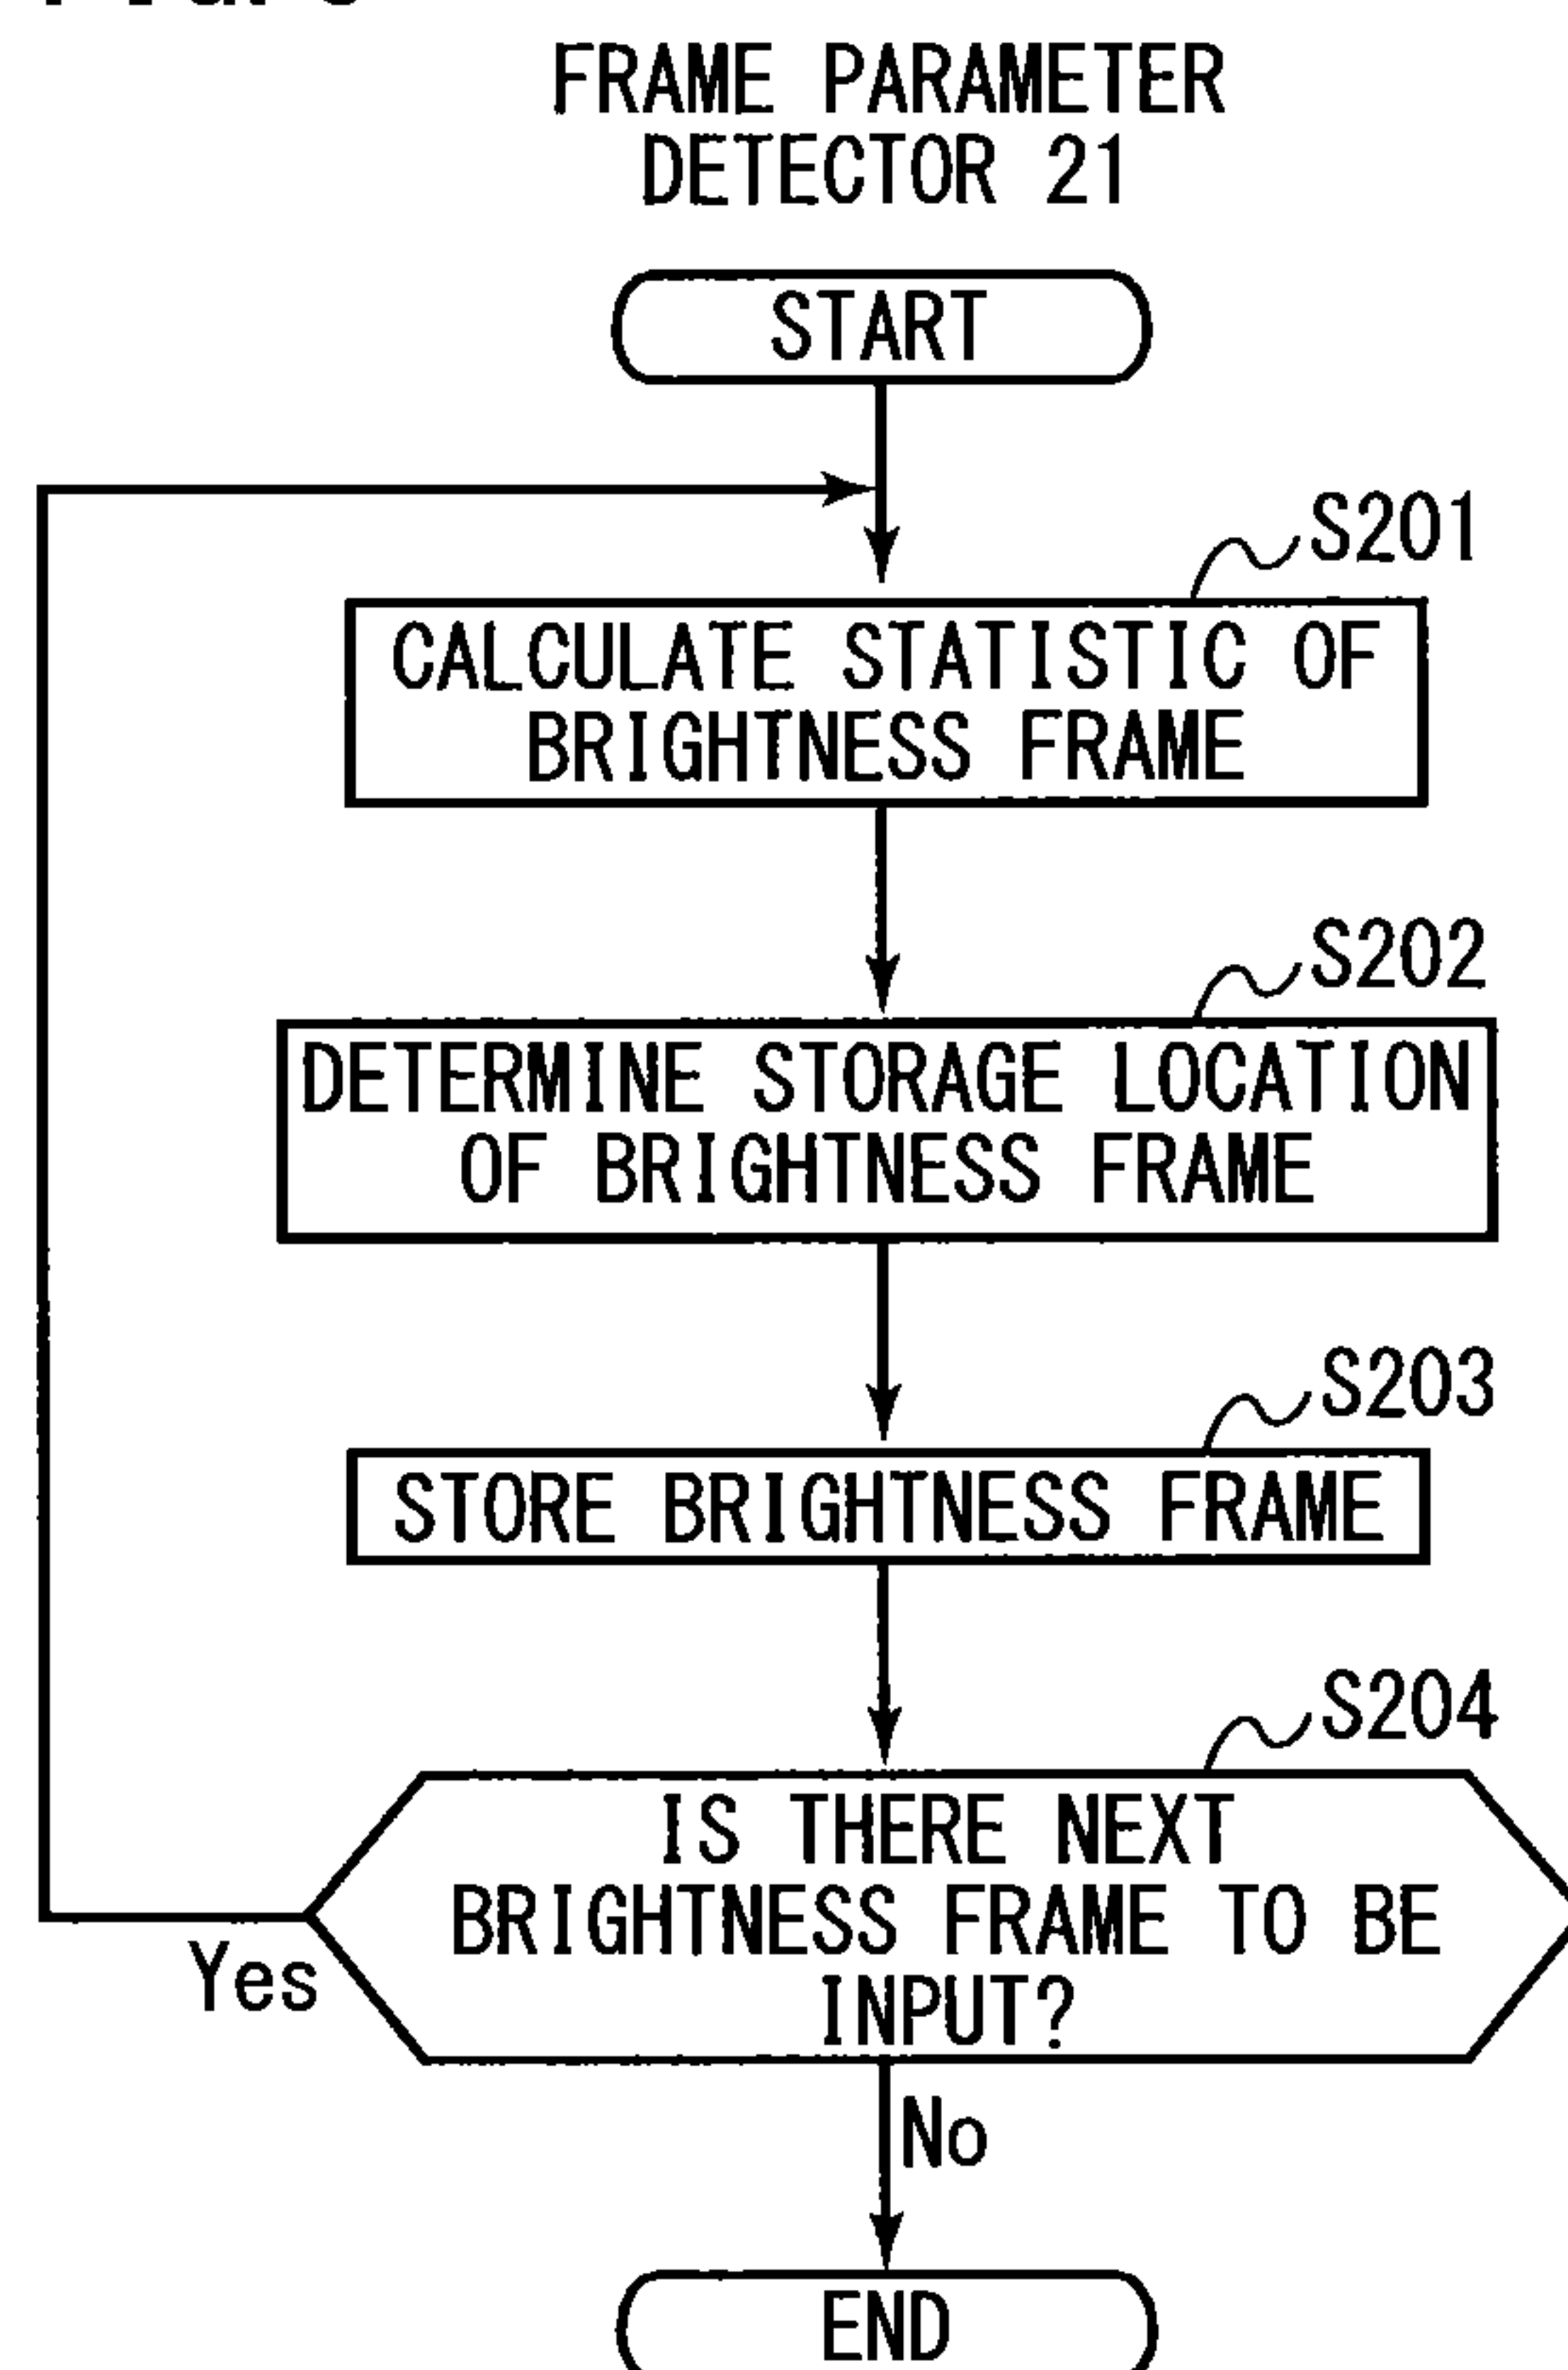 FRAME PARAMETER
DETECTOR 21
START
S201
CALCULATE STATISTIC OF
BRIGHTNESS FRAME
S202
DETERMINE STORAGE LOCATION
OF BRIGHTNESS FRAME
S203
STORE BRIGHTNESS FRAME
S204
IS THERE NEXT
BRIGHTNESS FRAME TO BE
INPUT?
Yes
No
END